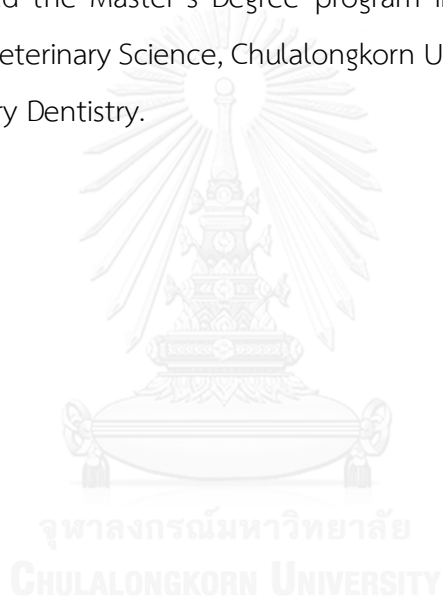 d the Master's Degree program i
eterinary Science, Chulalongkorn U
ry Dentistry.
จุฬาลงกรณ์มหาวิทยาลัย
CHULALONGKORN UNIVERSITY